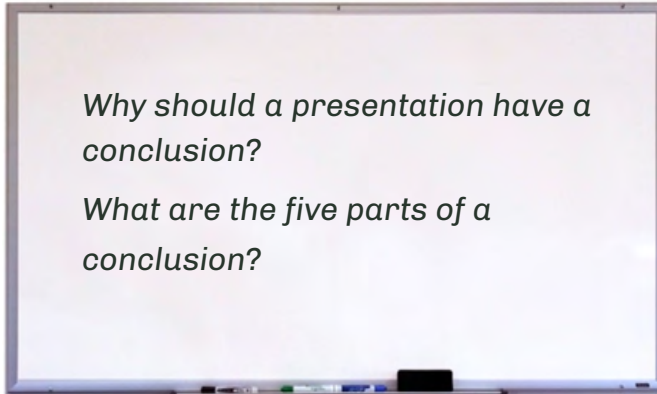 Why should a presentation have a
conclusion?
What are the five parts of a
conclusion?